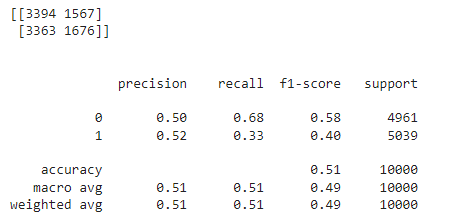 [[3394 1567]
 [3363 1676]]
precision recall f1-score support
0 0.50 0.68 0.58 4961
1 0.52 0.33 0.40 5039
accuracy 0.51 10000
macro avg 0.51 0.51 0.49 10000
weighted avg 0.51 0.51 0.49 10000